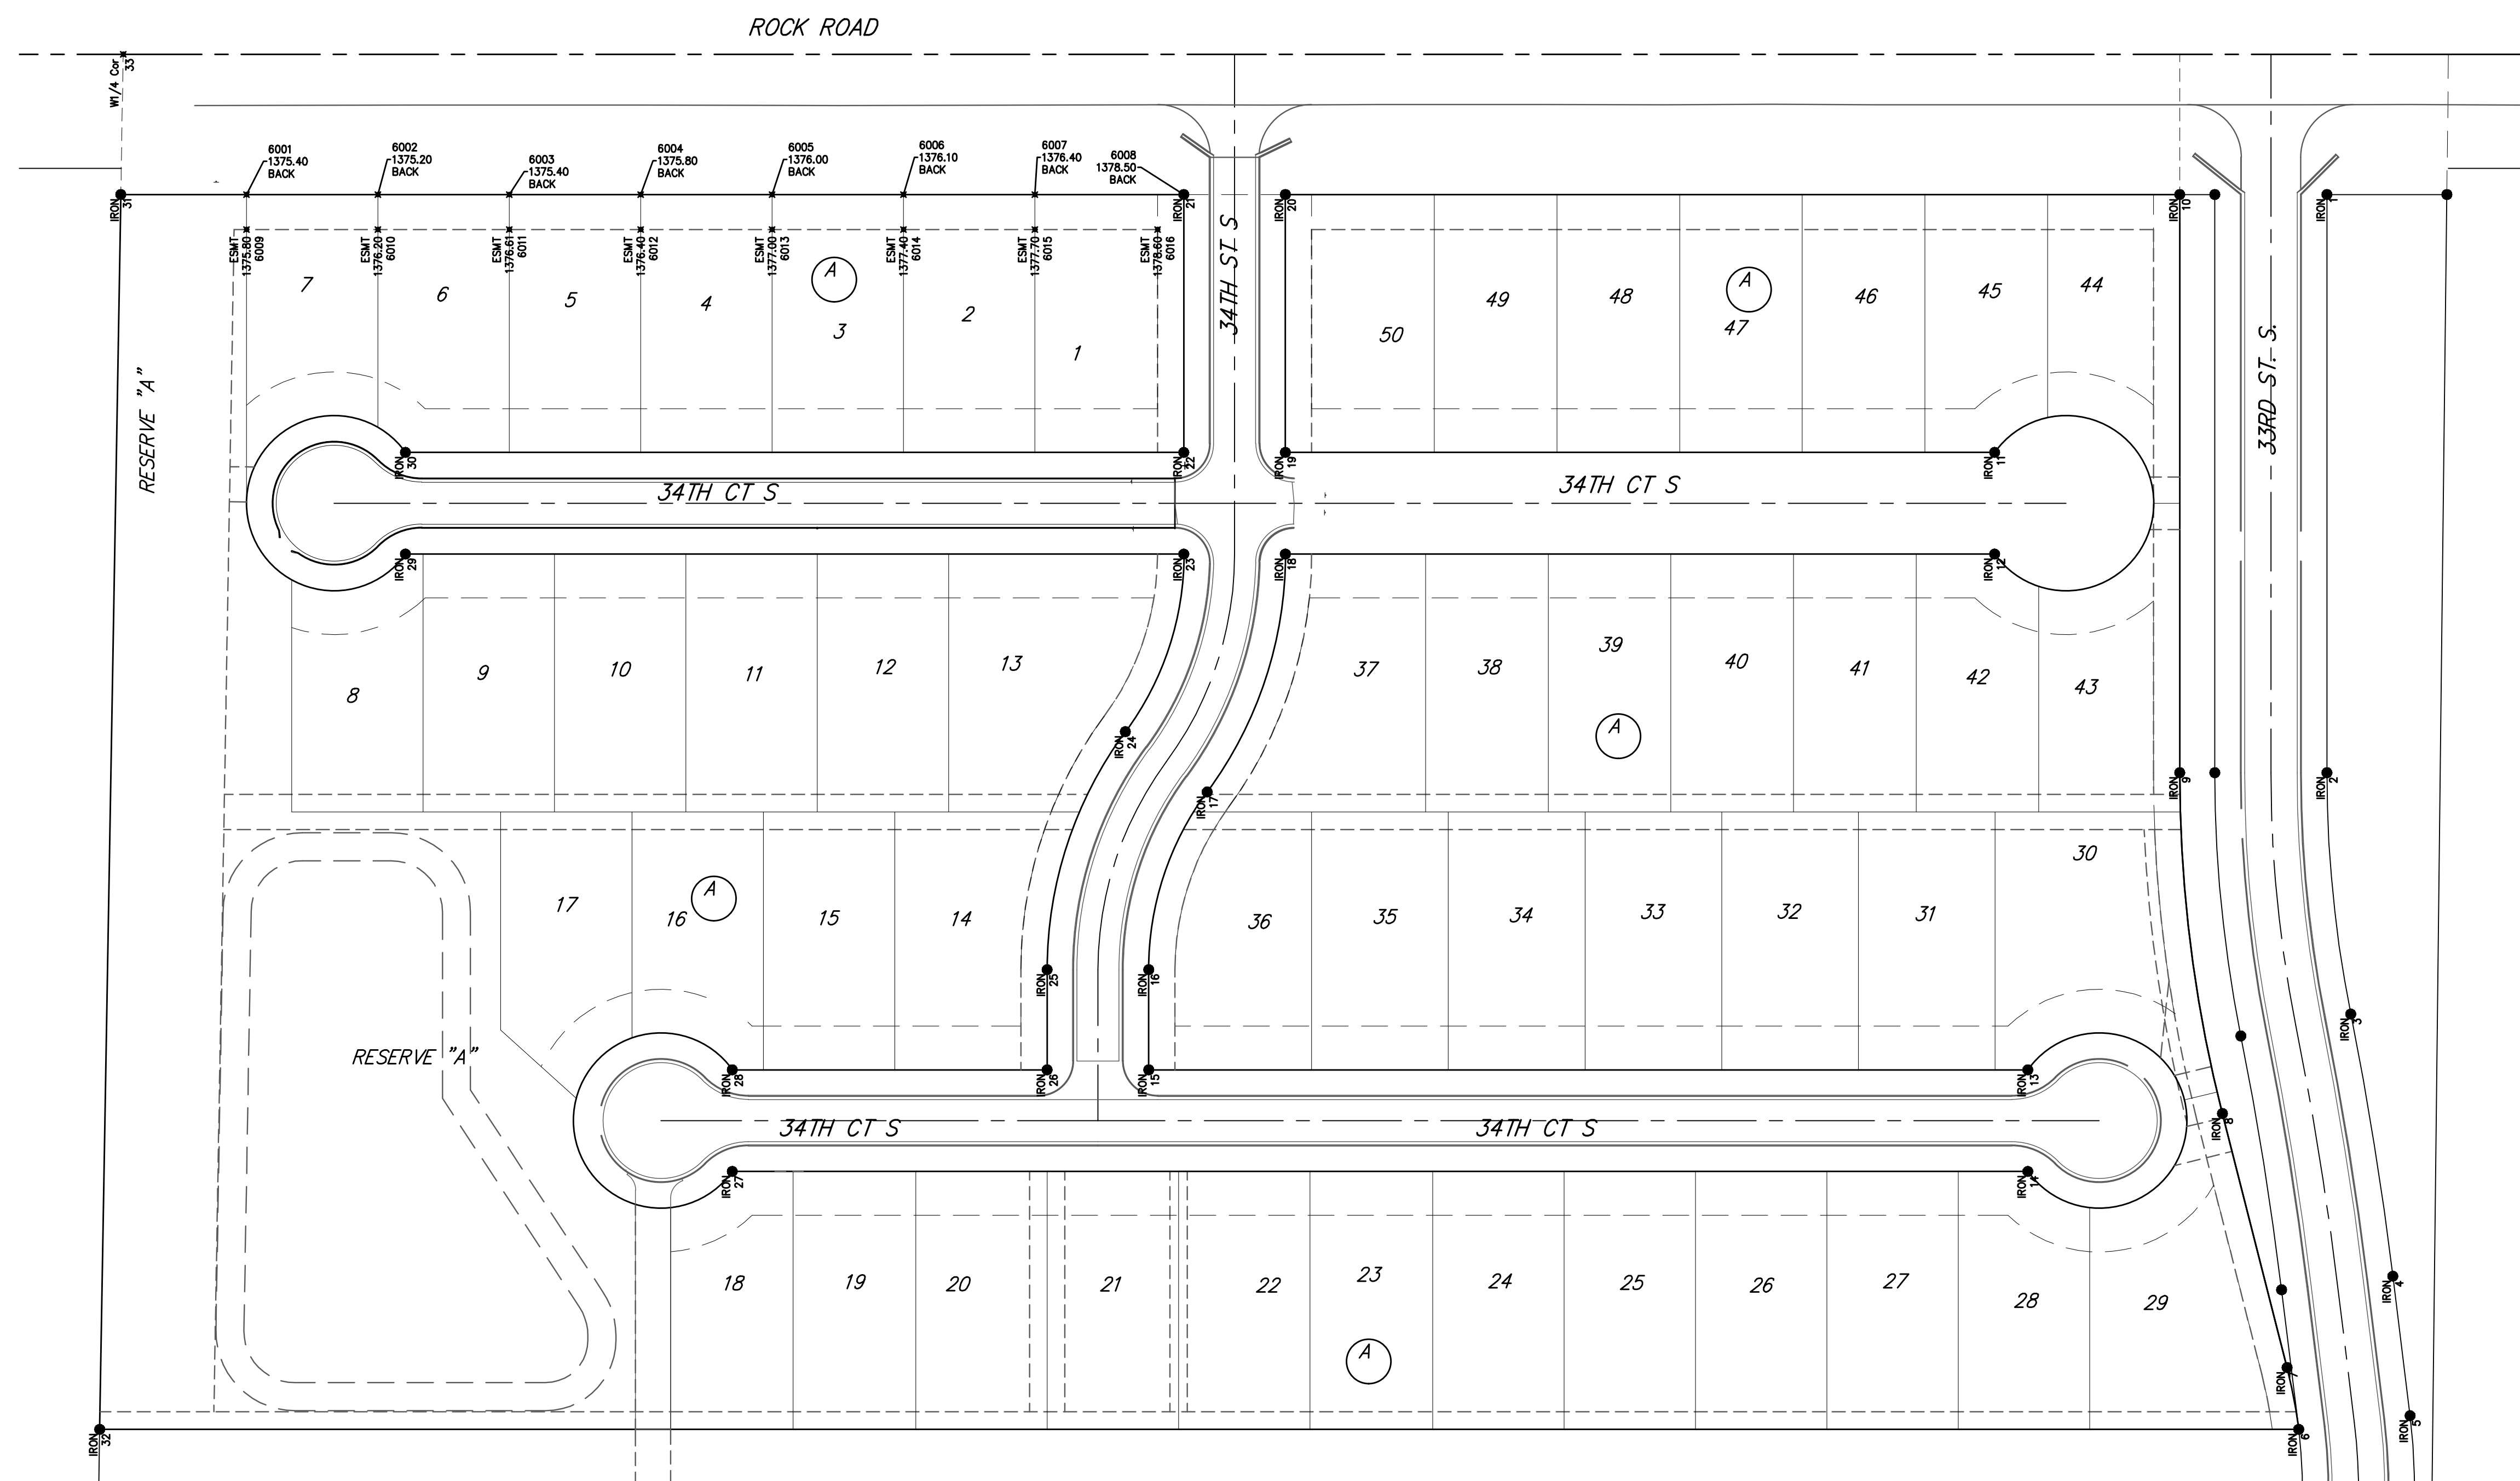 ROCK ROAD
W1/4 Cor
33
6001
1375.40
BACK
6002
1375.20
BACK
6003
1375.40
BACK
6004
1375.80
BACK
6005
1376.00
BACK
6006
1376.10
BACK
6007
1376.40
BACK
6008
1378.50
BACK
IRON
31
IRON
21
IRON
20
IRON
10
IRON
1
ESMT
1375.80
6009
ESMT
1376.20
6010
ESMT
1376.61
6011
ESMT
1376.40
6012
ESMT
1377.00
6013
ESMT
1377.40
6014
ESMT
1377.70
6015
ESMT
1378.60
6016
34TH ST S
33RD ST. S.
RESERVE "A"
7
6
5
4
A
3
2
1
50
49
48
A
47
46
45
44
IRON
30
IRON
22
IRON
19
IRON
11
34TH CT S
34TH CT S
IRON
29
IRON
23
IRON
18
IRON
12
8
9
10
11
12
13
37
38
39
40
41
42
43
A
IRON
24
IRON
17
IRON
9
IRON
2
17
A
16
15
14
36
35
34
33
32
31
30
IRON
25
IRON
16
IRON
3
RESERVE "A"
IRON
28
IRON
26
IRON
15
IRON
13
IRON
8
34TH CT S
34TH CT S
IRON
27
IRON
14
18
19
20
21
22
23
24
25
26
27
28
29
IRON
4
A
IRON
7
IRON
5
IRON
32
IRON
6